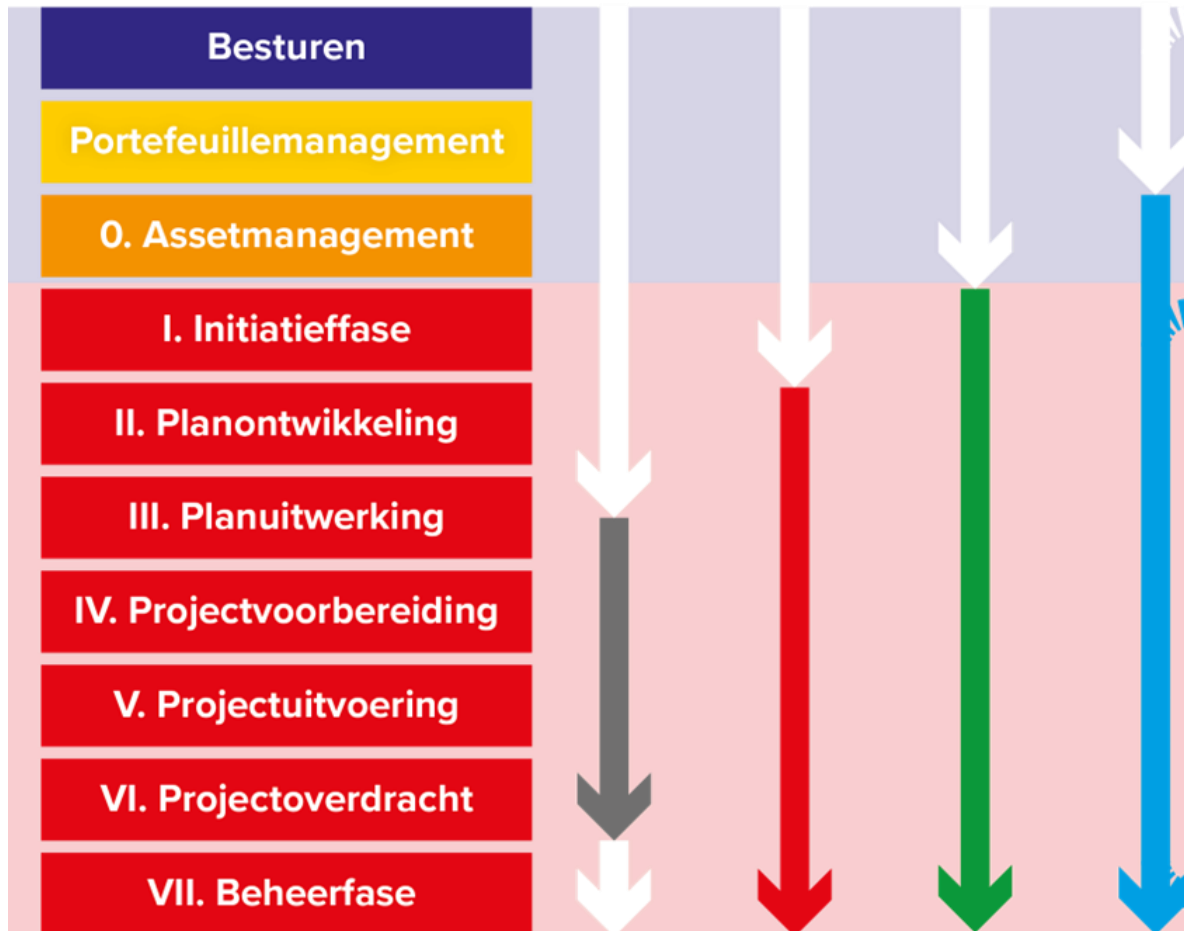 Besturen
Portefeuillemanagement
0. Assetmanagement
I. Initiatieffase
II. Planontwikkeling
III. Planuitwerking
IV. Projectvoorbereiding
V. Projectuitvoering
VI. Projectoverdracht
VII. Beheerfase